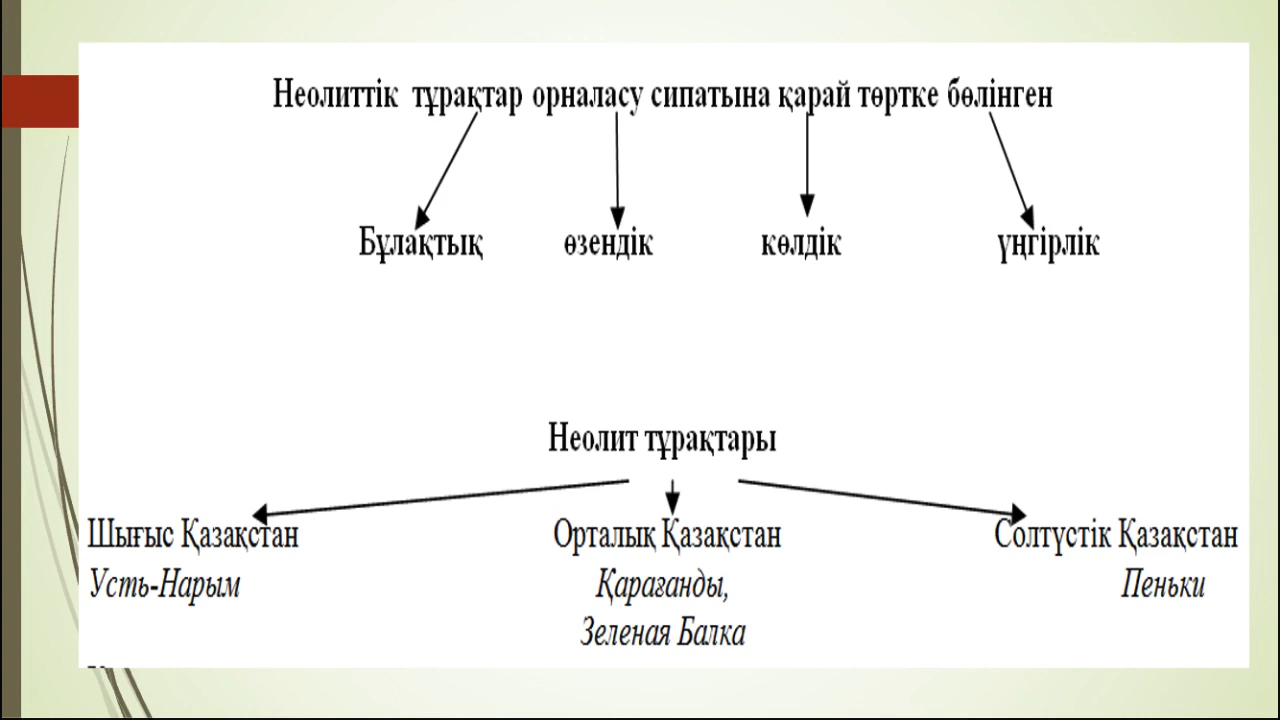 Неолиттік тұрақтар орналасу сипатына қарай төртке бөлінген
Бұлақтық өзендік көлдік үңгірлік
Неолит тұрақтары
Шығыс Қазақстан Орталық Қазақстан Солтүстік Қазақстан
Усть-Нарым Қарағанды, Пеньки
Зеленая Балка